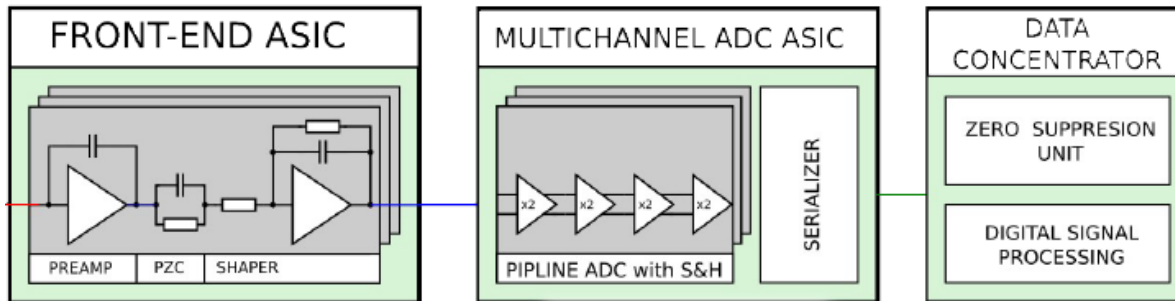 FRONT-END ASIC
PREAMP
PZC
SHAPER
MULTICHANNEL ADC ASIC
x2
x2
x2
x2
PIPLINE ADC with S&H
SERIALIZER
DATA
CONCENTRATOR
ZERO SUPPRESION
UNIT
DIGITAL SIGNAL
PROCESSING